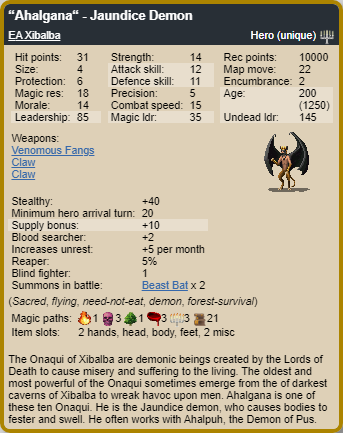 “Ahalgana“ - Jaundice Demon
EA Xibalba Hero (unique)
Hit points: 31 Strength: 14 Rec points: 10000
Size: 4 Attack skill: 12 Map move: 22
Protection: 6 Defence skill: 11 Encumbrance: 2
Magic res: 18 Precision: 5 Age: 200
Morale: 14 Combat speed: 15 (1250)
Leadership: 85 Magic ldr: 35 Undead ldr: 145
Weapons:
Venomous Fangs
Claw
Claw
Stealthy: +40
Minimum hero arrival turn: 20
Supply bonus: +10
Blood searcher: +2
Increases unrest: +5 per month
Reaper: 5%
Blind fighter: 1
Summons in battle: Beast Bat x 2
(Sacred, flying, need-not-eat, demon, forest-survival)
Magic paths: 1 3 1 3 3 21
Item slots: 2 hands, head, body, feet, 2 misc
The Onaqui of Xibalba are demonic beings created by the Lords of
Death to cause misery and suffering to the living. The oldest and
most powerful of the Onaqui sometimes emerge from the of darkest
caverns of Xibalba to wreak havoc upon men. Ahalgana is one of
these ten Onaqui. He is the Jaundice demon, who causes bodies to
fester and swell. He often works with Ahalpuh, the Demon of Pus.